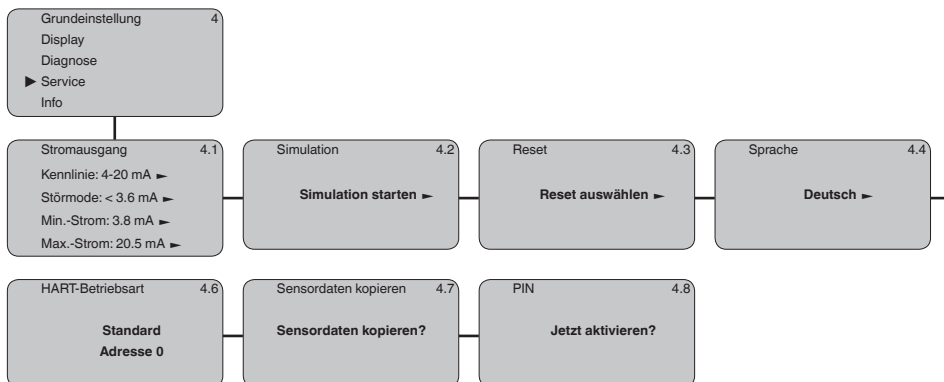 Grundeinstellung 4
Display
Diagnose
► Service
Info
Stromausgang 4.1
Kennlinie: 4-20 mA ►
Störmode: < 3.6 mA ►
Min.-Strom: 3.8 mA ►
Max.-Strom: 20.5 mA ►
Simulation 4.2
Simulation starten ►
Reset 4.3
Reset auswählen ►
Sprache 4.4
Deutsch ►
HART-Betriebsart 4.6
Standard
Adresse 0
Sensordaten kopieren 4.7
Sensordaten kopieren?
PIN 4.8
Jetzt aktivieren?